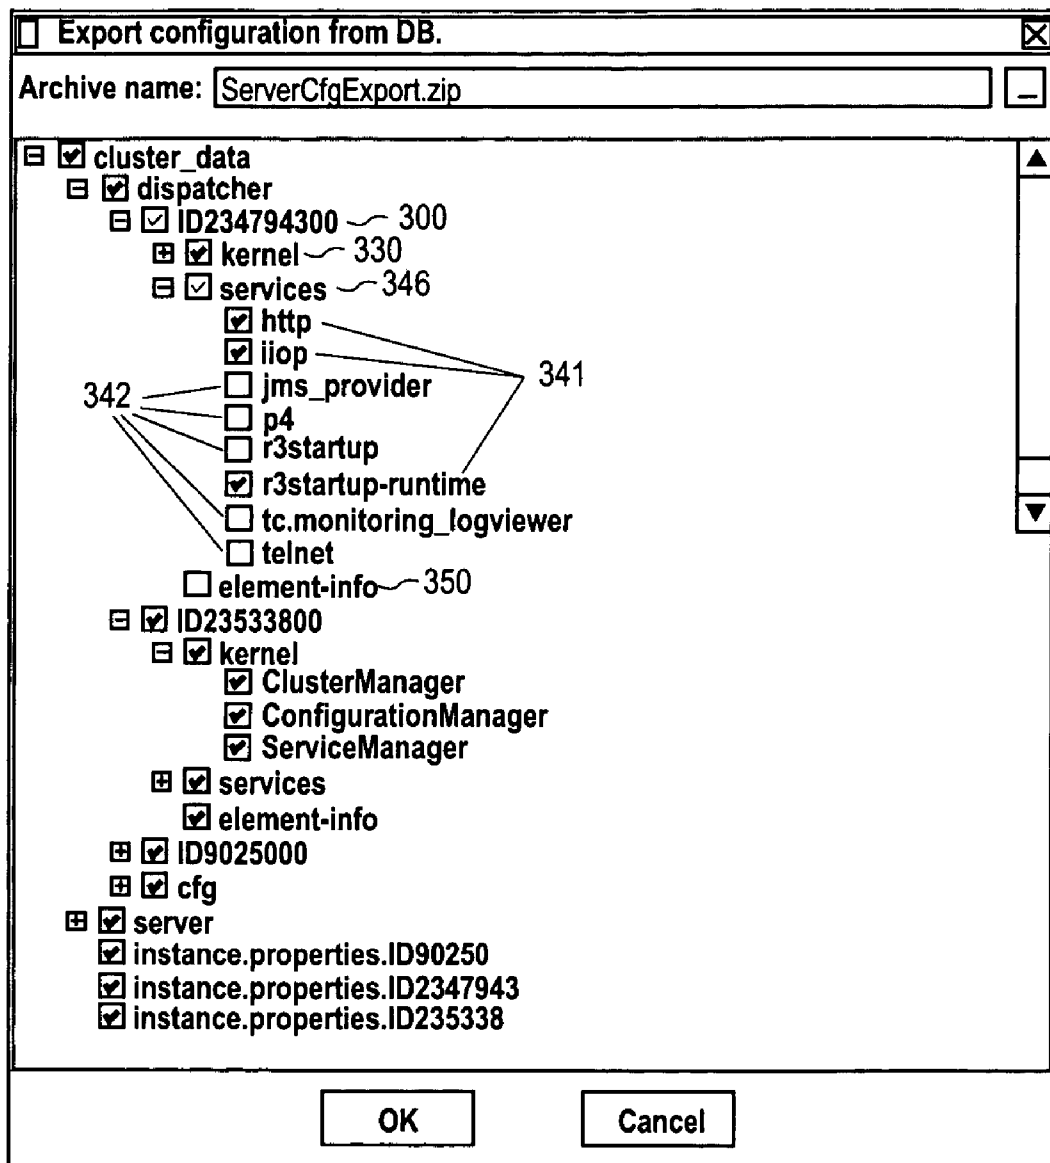 Export configuration from DB.
Archive name: ServerCfgExport.zip
cluster_data
dispatcher
ID234794300 300
kernel 330
services 346
http
iiop
341
jms_provider
342
p4
r3startup
r3startup-runtime
tc.monitoring_logviewer
telnet
element-info 350
ID23533800
kernel
ClusterManager
ConfigurationManager
ServiceManager
services
element-info
ID9025000
cfg
server
instance.properties.ID90250
instance.properties.ID2347943
instance.properties.ID235338
OK Cancel